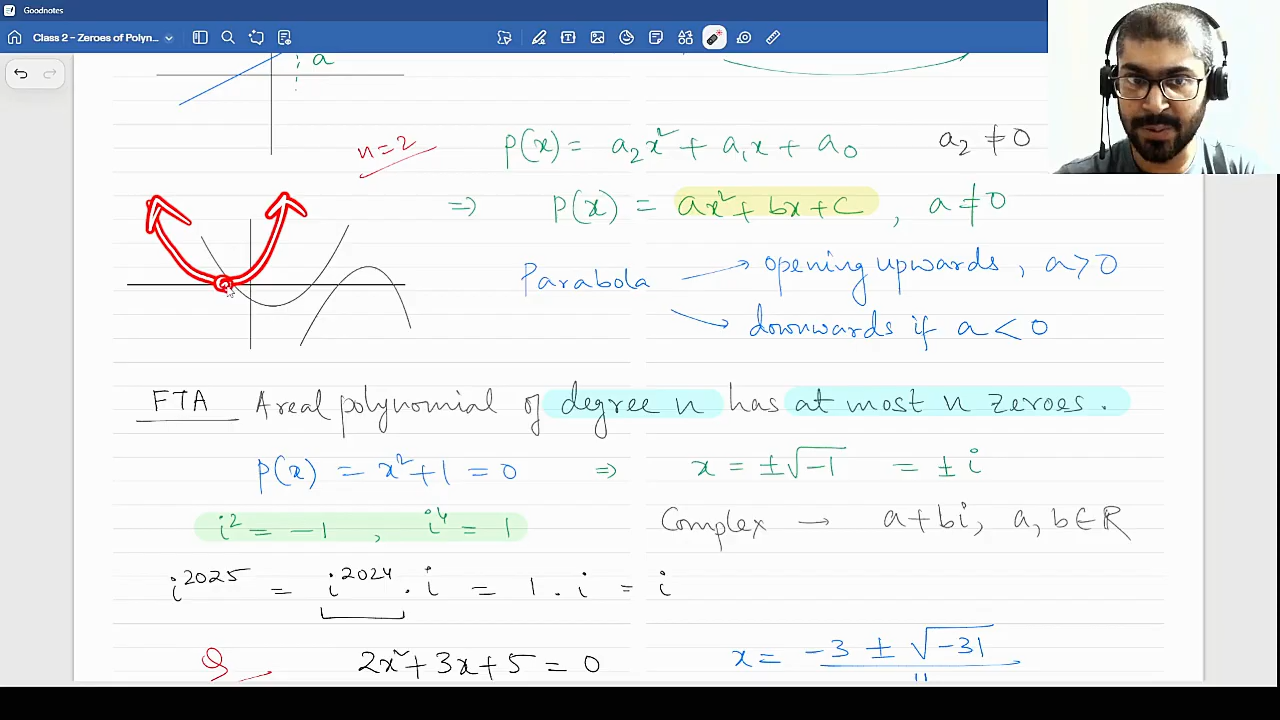 Goodnotes
Class 2 - Zeroes of Polyn...
a
n=2
p(x) = a₂x² + a₁x + a₀ a₂ ≠ 0
⇒ p(x) = ax² + bx + c , a ≠ 0
Parabola → opening upwards, a > 0
→ downwards if a < 0
FTA A real polynomial of degree n has at most n zeroes.
p(x) = x²+1 = 0 ⇒ x = ±√-1 = ± i
i² = -1 , i⁴ = 1 Complex → a+bi, a, b ∈ R
i²⁰²⁵ = i²⁰²⁴ . i = 1 . i = i
Q 2x² + 3x + 5 = 0 x = -3 ± √-31